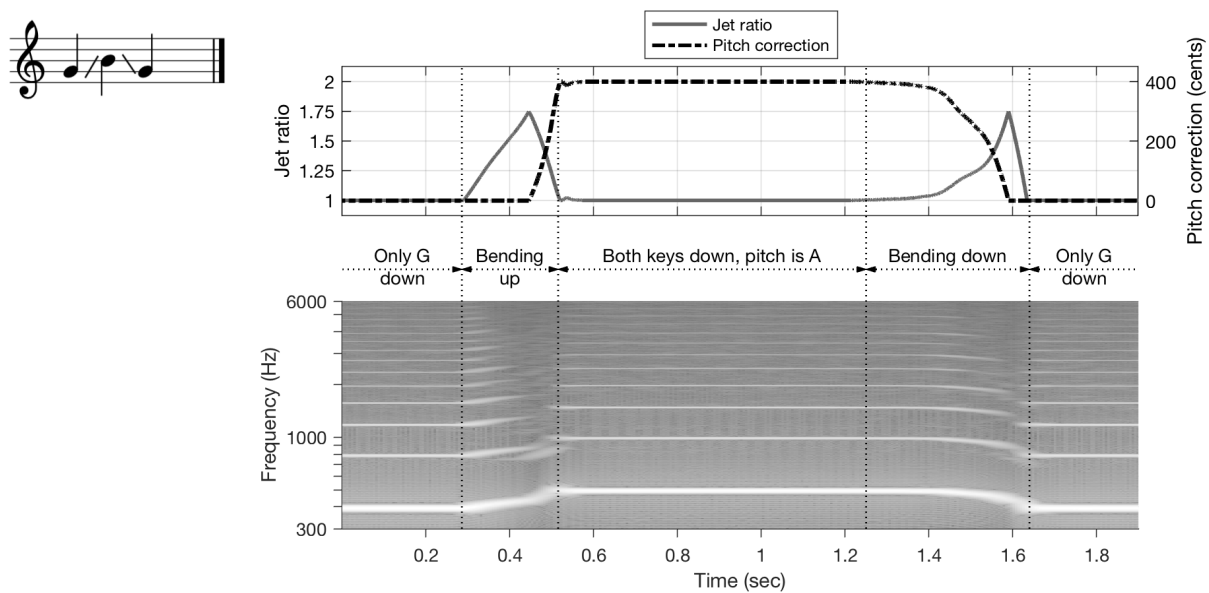 Jet ratio
Pitch correction
Jet ratio
2
1.75
1.5
1.25
1
Pitch correction (cents)
400
200
0
Only G
down
Bending
up
Both keys down, pitch is A
Bending down
Only G
down
Frequency (Hz)
6000
1000
300
0.2 0.4 0.6 0.8 1 1.2 1.4 1.6 1.8
Time (sec)